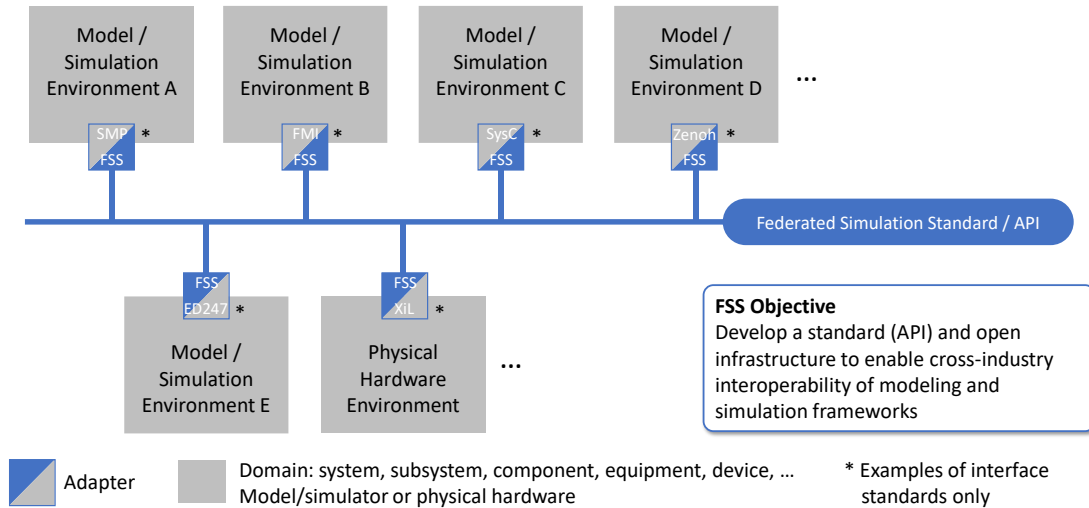 Model /
Simulation
Environment A
Model /
Simulation
Environment B
Model /
Simulation
Environment C
Model /
Simulation
Environment D
...
SMP *
FSS
FMI *
FSS
SysC *
FSS
Zenoh *
FSS
Federated Simulation Standard / API
FSS
ED247 *
Model /
Simulation
Environment E
FSS
XiL *
Physical
Hardware
Environment
...
FSS Objective
Develop a standard (API) and open
infrastructure to enable cross-industry
interoperability of modeling and
simulation frameworks
Adapter
Domain: system, subsystem, component, equipment, device, ...
Model/simulator or physical hardware
* Examples of interface
standards only